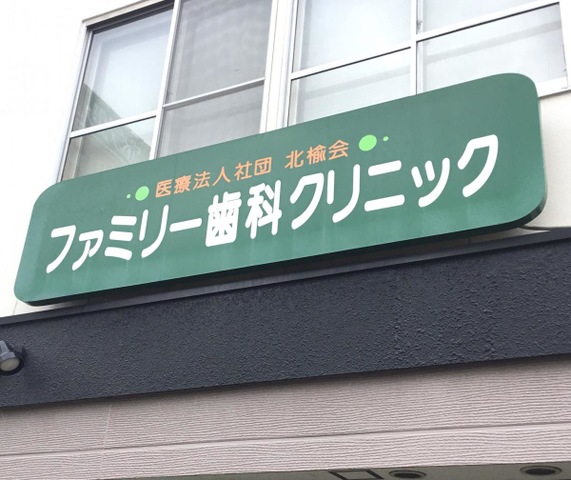 医療法人社団 北楡会
ファミリー歯科クリニック